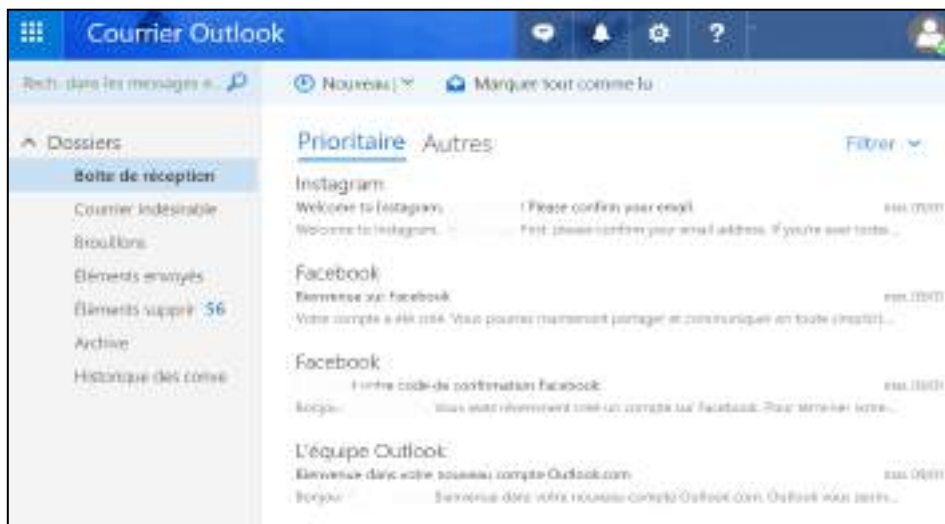 Courrier Outlook
Rech. dans les messages e...
Nouveau
Marquer tout comme lu
Dossiers
Boîte de réception
Courrier indésirable
Brouillons
Éléments envoyés
Éléments supprir 56
Archive
Historique des conve
Prioritaire Autres
Filtrer
Instagram
Welcome to Instagram, ! Please confirm your email
Welcome to Instagram, First, please confirm your email address. If you're ever
Facebook
Bienvenue sur Facebook
Votre compte a été créé. Vous pourrez maintenant partager et communiquer en toute
Facebook
votre code de confirmation Facebook
Bonjour Vous avez récemment créé un compte sur Facebook. Pour terminer votre...
L'équipe Outlook
Bienvenue dans votre nouveau compte Outlook.com
Bonjour Bienvenue dans votre nouveau compte Outlook.com. Outlook vous